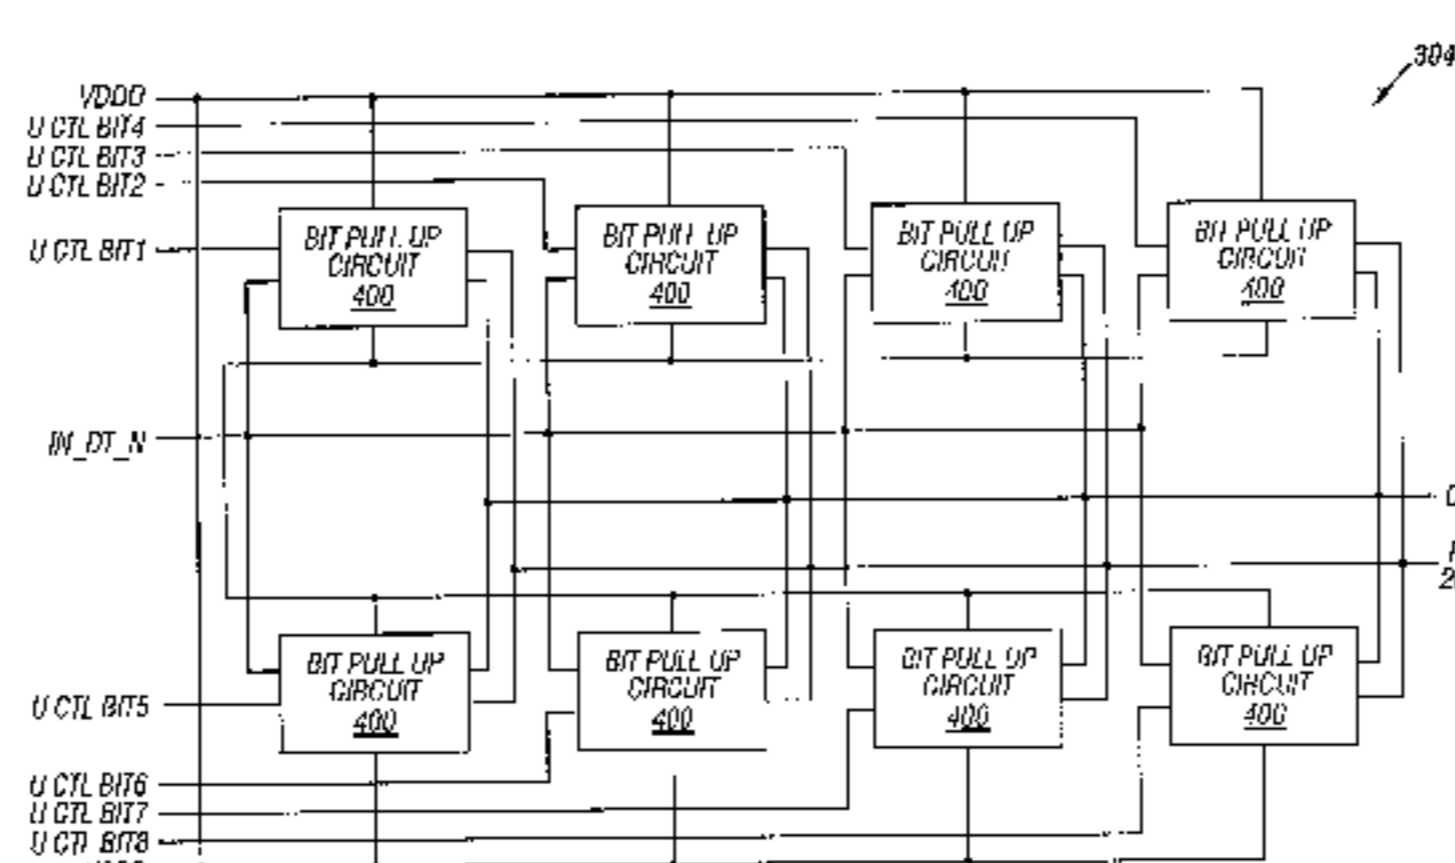 304
VDDO
U CTL BIT4
U CTL BIT3
U CTL BIT2
U CTL BIT1
BIT PULL UP
CIRCUIT
400
BIT PULL UP
CIRCUIT
400
BIT PULL UP
CIRCUIT
400
BIT PULL UP
CIRCUIT
400
IN_DT_N
BIT PULL UP
CIRCUIT
400
BIT PULL UP
CIRCUIT
400
BIT PULL UP
CIRCUIT
400
BIT PULL UP
CIRCUIT
400
U CTL BIT5
U CTL BIT6
U CTL BIT7
U CTL BIT8